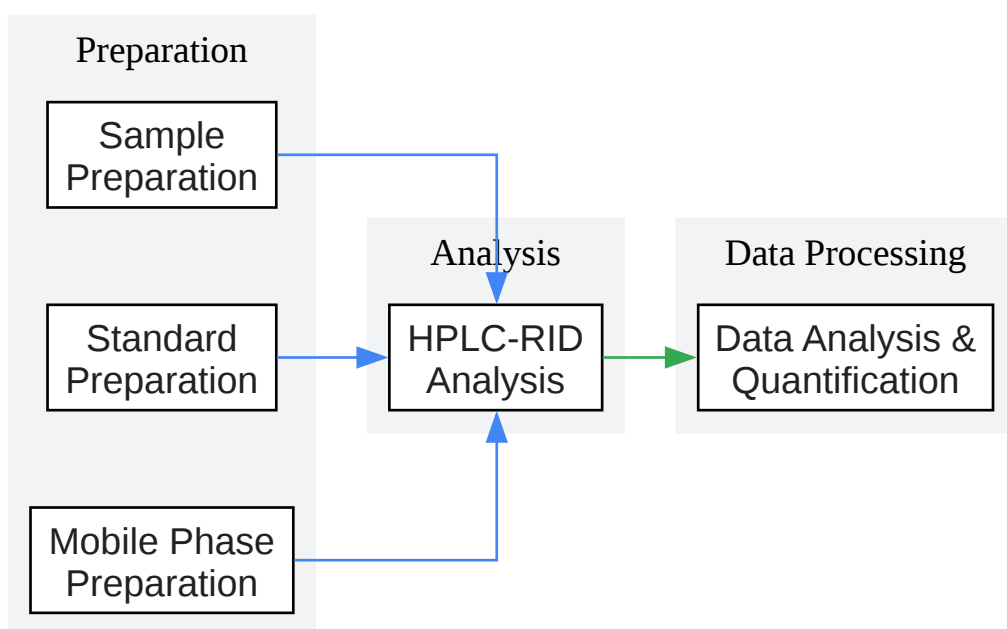 Preparation
Sample
Preparation
Standard
Preparation
Mobile Phase
Preparation
Analysis
HPLC-RID
Analysis
Data Processing
Data Analysis &
Quantification